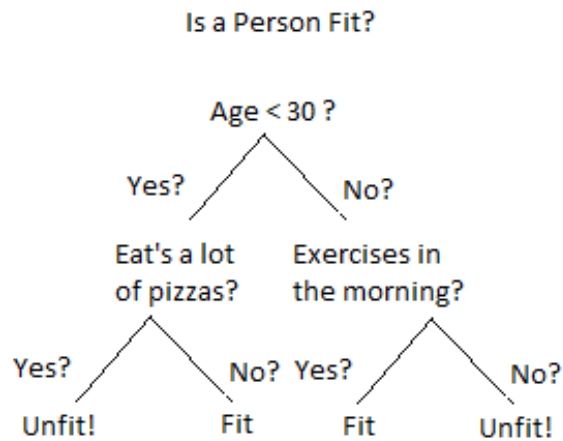 Is a Person Fit?
Age < 30 ?
Yes?
No?
Eat's a lot
of pizzas?
Exercises in
the morning?
Yes?
No?
Yes?
No?
Unfit!
Fit
Fit
Unfit!